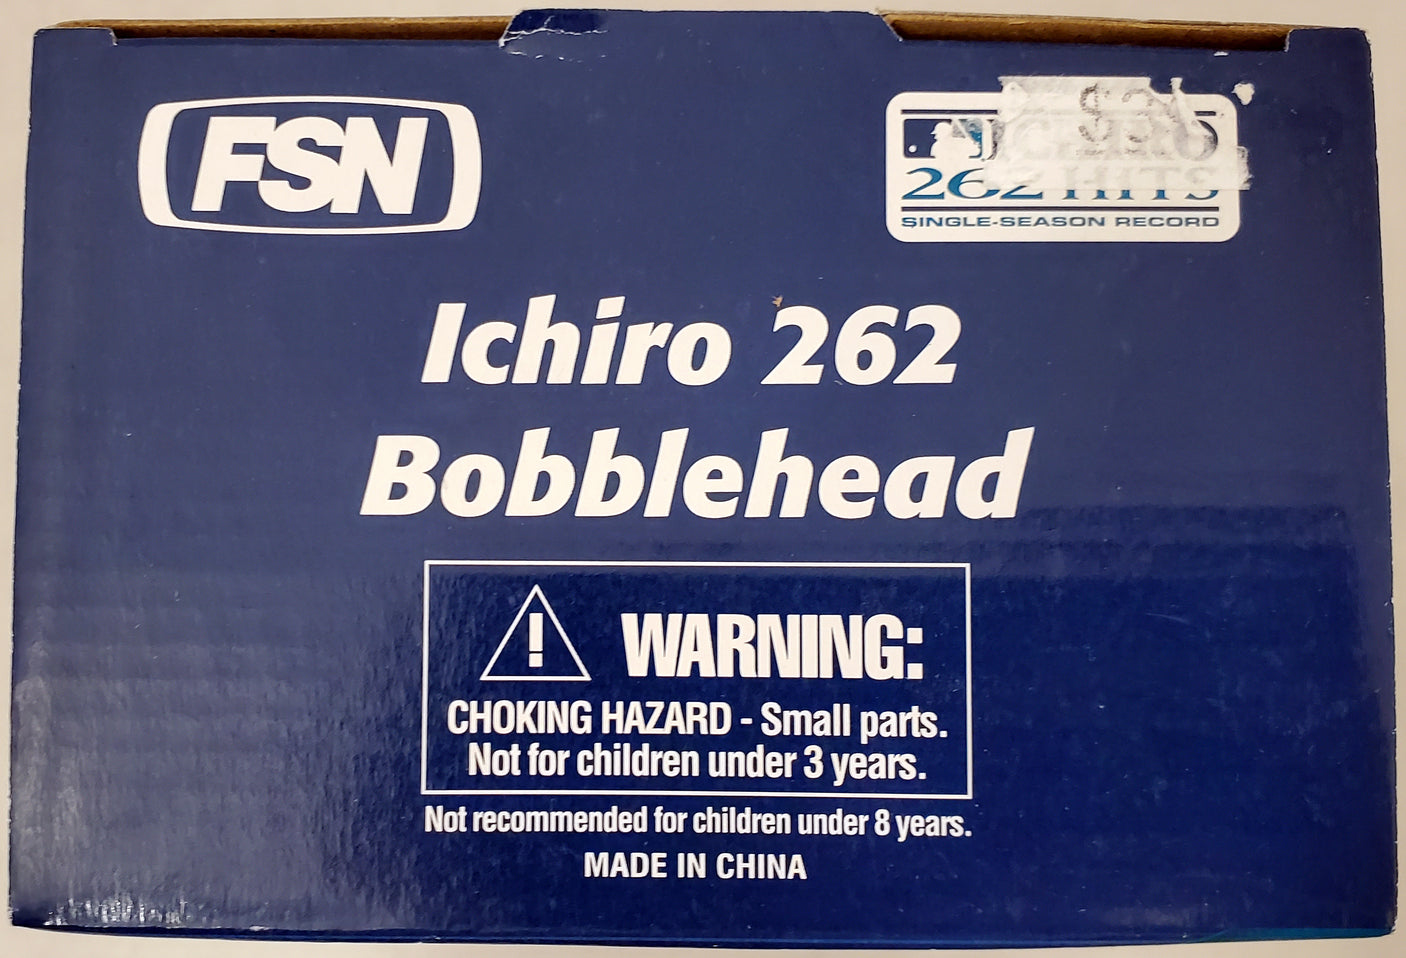 FSN
ICHIRO
262 HITS
SINGLE-SEASON RECORD
Ichiro 262
Bobblehead
WARNING:
CHOKING HAZARD - Small parts.
Not for children under 3 years.
Not recommended for children under 8 years.
MADE IN CHINA